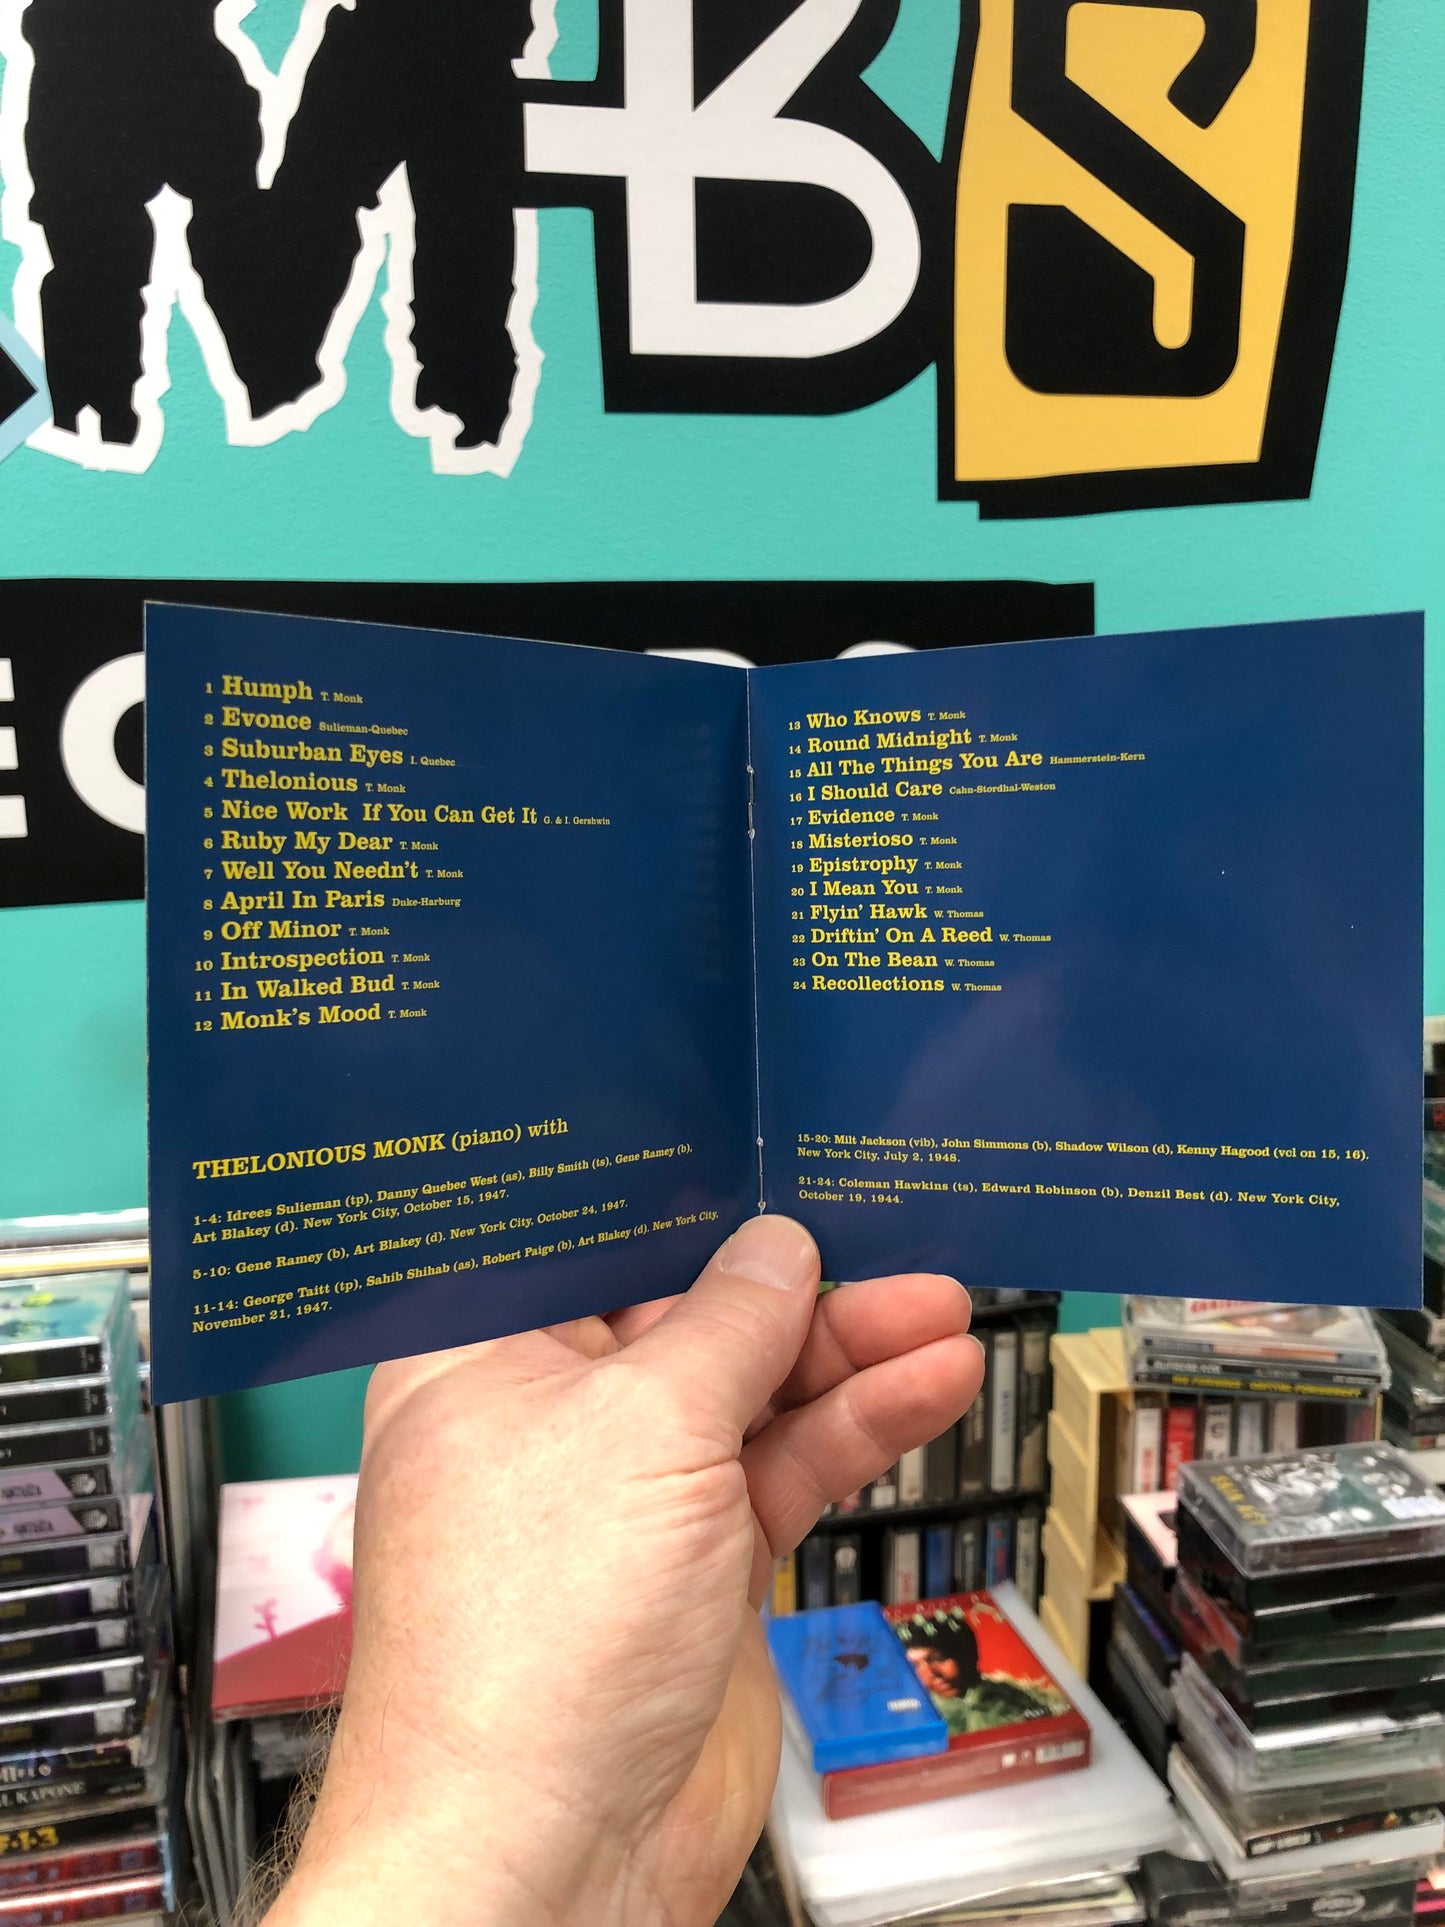 MBS
1 Humph T. Monk
2 Evonce Sulieman-Quebec
3 Suburban Eyes I. Quebec
4 Thelonious T. Monk
5 Nice Work If You Can Get It G. & I. Gershwin
6 Ruby My Dear T. Monk
7 Well You Needn't T. Monk
8 April In Paris Duke-Harburg
9 Off Minor T. Monk
10 Introspection T. Monk
11 In Walked Bud T. Monk
12 Monk's Mood T. Monk
THELONIOUS MONK (piano) with
1-4: Idrees Sulieman (tp), Danny Quebec West (as), Billy Smith (ts), Gene Ramey (b),
Art Blakey (d). New York City, October 15, 1947.
5-10: Gene Ramey (b), Art Blakey (d). New York City, October 24, 1947.
11-14: George Taitt (tp), Sahib Shihab (as), Robert Paige (b), Art Blakey (d). New York City,
November 21, 1947.
13 Who Knows T. Monk
14 Round Midnight T. Monk
15 All The Things You Are Hammerstein-Kern
16 I Should Care Cahn-Stordhal-Weston
17 Evidence T. Monk
18 Misterioso T. Monk
19 Epistrophy T. Monk
20 I Mean You T. Monk
21 Flyin' Hawk W. Thomas
22 Driftin' On A Reed W. Thomas
23 On The Bean W. Thomas
24 Recollections W. Thomas
15-20: Milt Jackson (vib), John Simmons (b), Shadow Wilson (d), Kenny Hagood (vcl on 15, 16).
New York City, July 2, 1948.
21-24: Coleman Hawkins (ts), Edward Robinson (b), Denzil Best (d). New York City,
October 19, 1944.